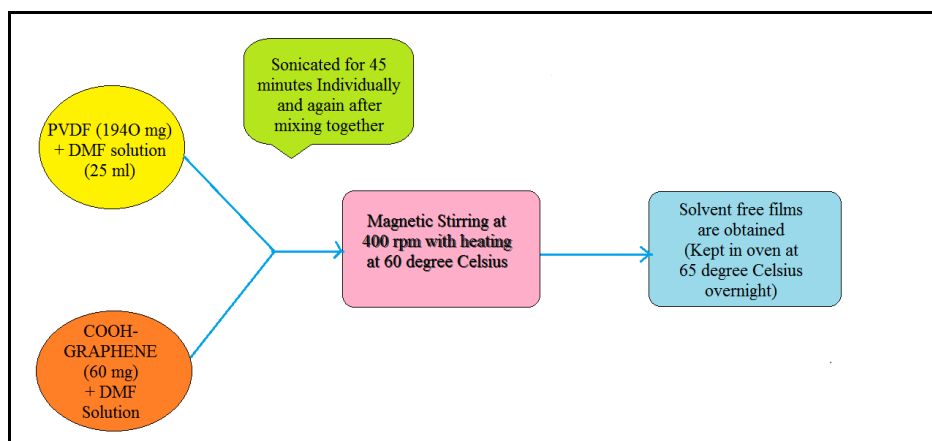 Sonicated for 45
minutes Individually
and again after
mixing together
PVDF (194O mg)
+ DMF solution
(25 ml)
Magnetic Stirring at
400 rpm with heating
at 60 degree Celsius
Solvent free films
are obtained
(Kept in oven at
65 degree Celsius
overnight)
COOH-
GRAPHENE
(60 mg)
+ DMF
Solution